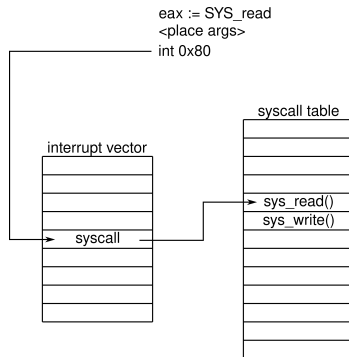 eax := SYS_read
<place args>
int 0x80
syscall table
interrupt vector
sys_read()
sys_write()
syscall